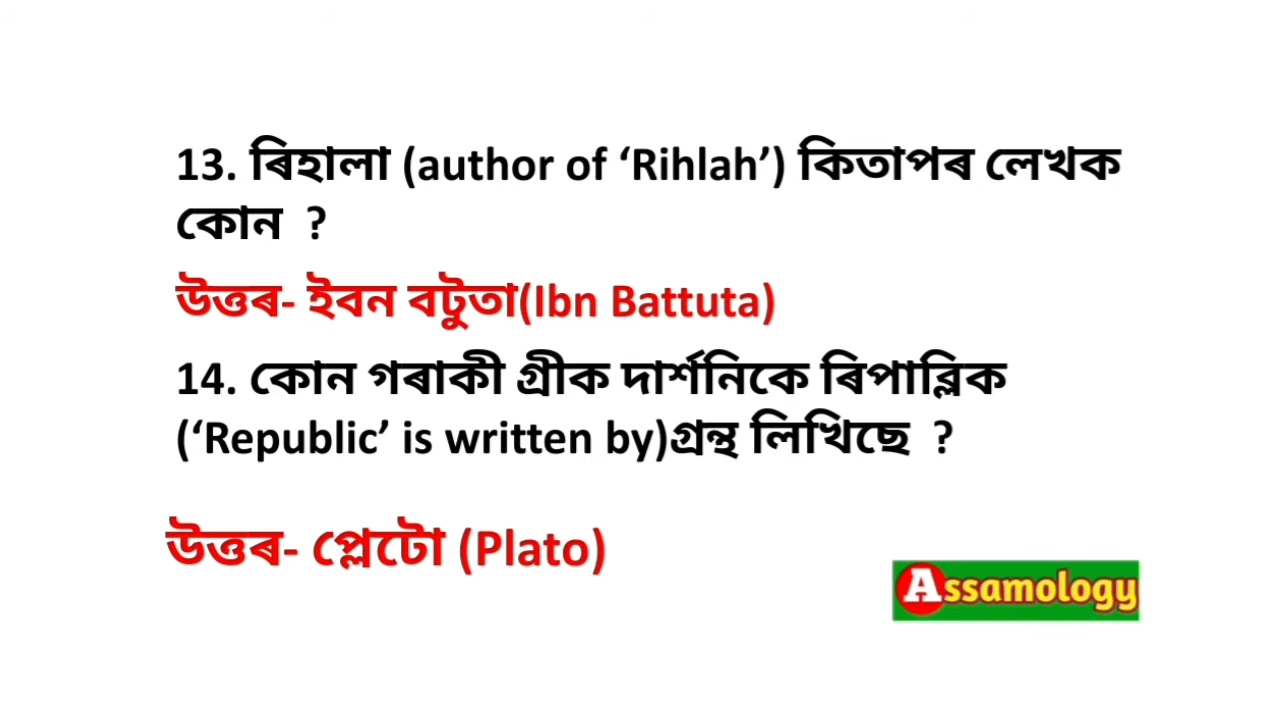 13. ৰিহালা (author of ‘Rihlah’) কিতাপৰ লেখক
কোন ?
উত্তৰ- ইবন বটুতা(Ibn Battuta)
14. কোন গৰাকী গ্ৰীক দাৰ্শনিকে ৰিপাব্লিক
(‘Republic’ is written by)গ্ৰন্থ লিখিছে ?
উত্তৰ- প্লেটো (Plato)
Assamology